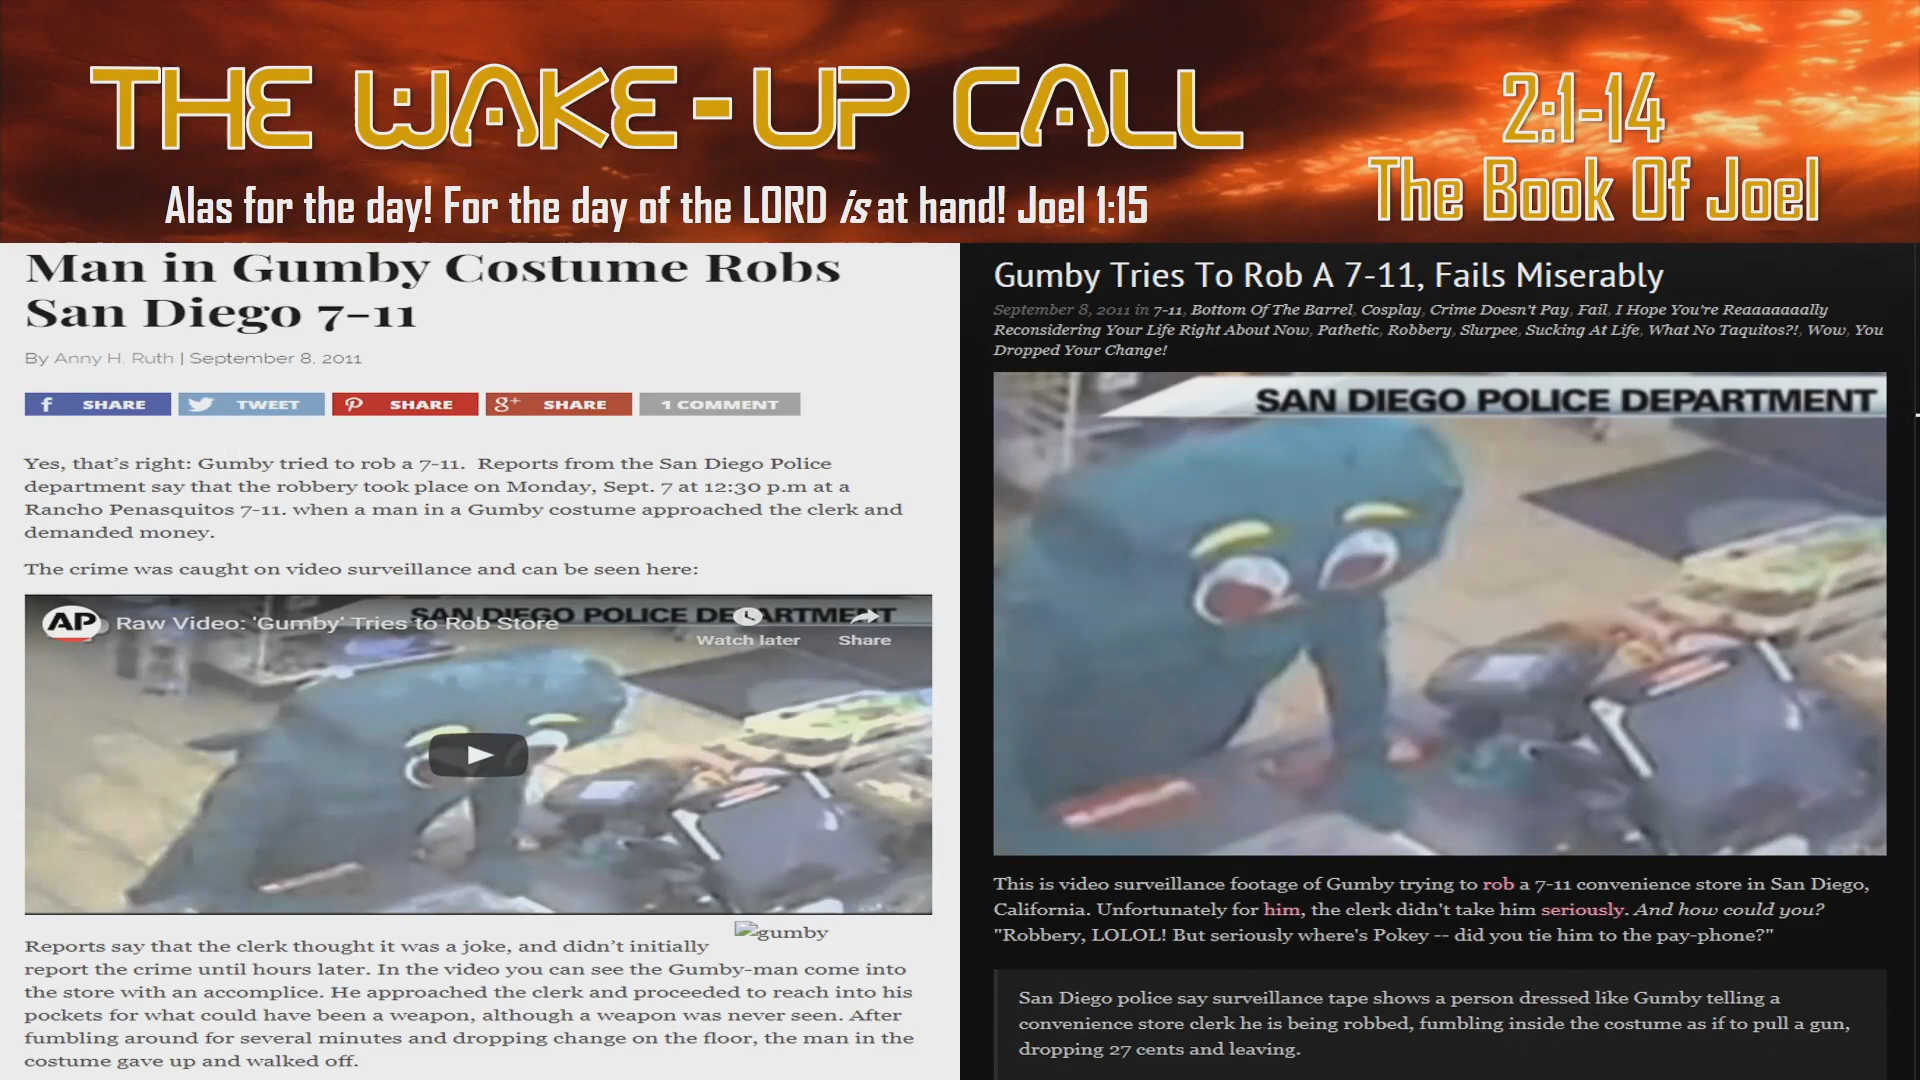 THE WAKE-UP CALL
Alas for the day! For the day of the LORD is at hand! Joel 1:15
2:1-14
The Book Of Joel
Man in Gumby Costume Robs
San Diego 7-11
By Anny H. Ruth | September 8, 2011
f SHARE TWEET SHARE g+ SHARE 1 COMMENT
Yes, that's right: Gumby tried to rob a 7-11. Reports from the San Diego Police
department say that the robbery took place on Monday, Sept. 7 at 12:30 p.m at a
Rancho Penasquitos 7-11. when a man in a Gumby costume approached the clerk and
demanded money.
The crime was caught on video surveillance and can be seen here:
SAN DIEGO POLICE DEPARTMENT
AP Raw Video: 'Gumby' Tries to Rob Store
Watch later Share
gumby
Reports say that the clerk thought it was a joke, and didn't initially
report the crime until hours later. In the video you can see the Gumby-man come into
the store with an accomplice. He approached the clerk and proceeded to reach into his
pockets for what could have been a weapon, although a weapon was never seen. After
fumbling around for several minutes and dropping change on the floor, the man in the
costume gave up and walked off.
Gumby Tries To Rob A 7-11, Fails Miserably
September 8, 2011 in 7-11, Bottom Of The Barrel, Cosplay, Crime Doesn't Pay, Fail, I Hope You're Reaaaaaaally
Reconsidering Your Life Right About Now, Pathetic, Robbery, Slurpee, Sucking At Life, What No Taquitos?!, Wow, You
Dropped Your Change!
SAN DIEGO POLICE DEPARTMENT
This is video surveillance footage of Gumby trying to rob a 7-11 convenience store in San Diego,
California. Unfortunately for him, the clerk didn't take him seriously. And how could you?
"Robbery, LOLOL! But seriously where's Pokey -- did you tie him to the pay-phone?"
San Diego police say surveillance tape shows a person dressed like Gumby telling a
convenience store clerk he is being robbed, fumbling inside the costume as if to pull a gun,
dropping 27 cents and leaving.